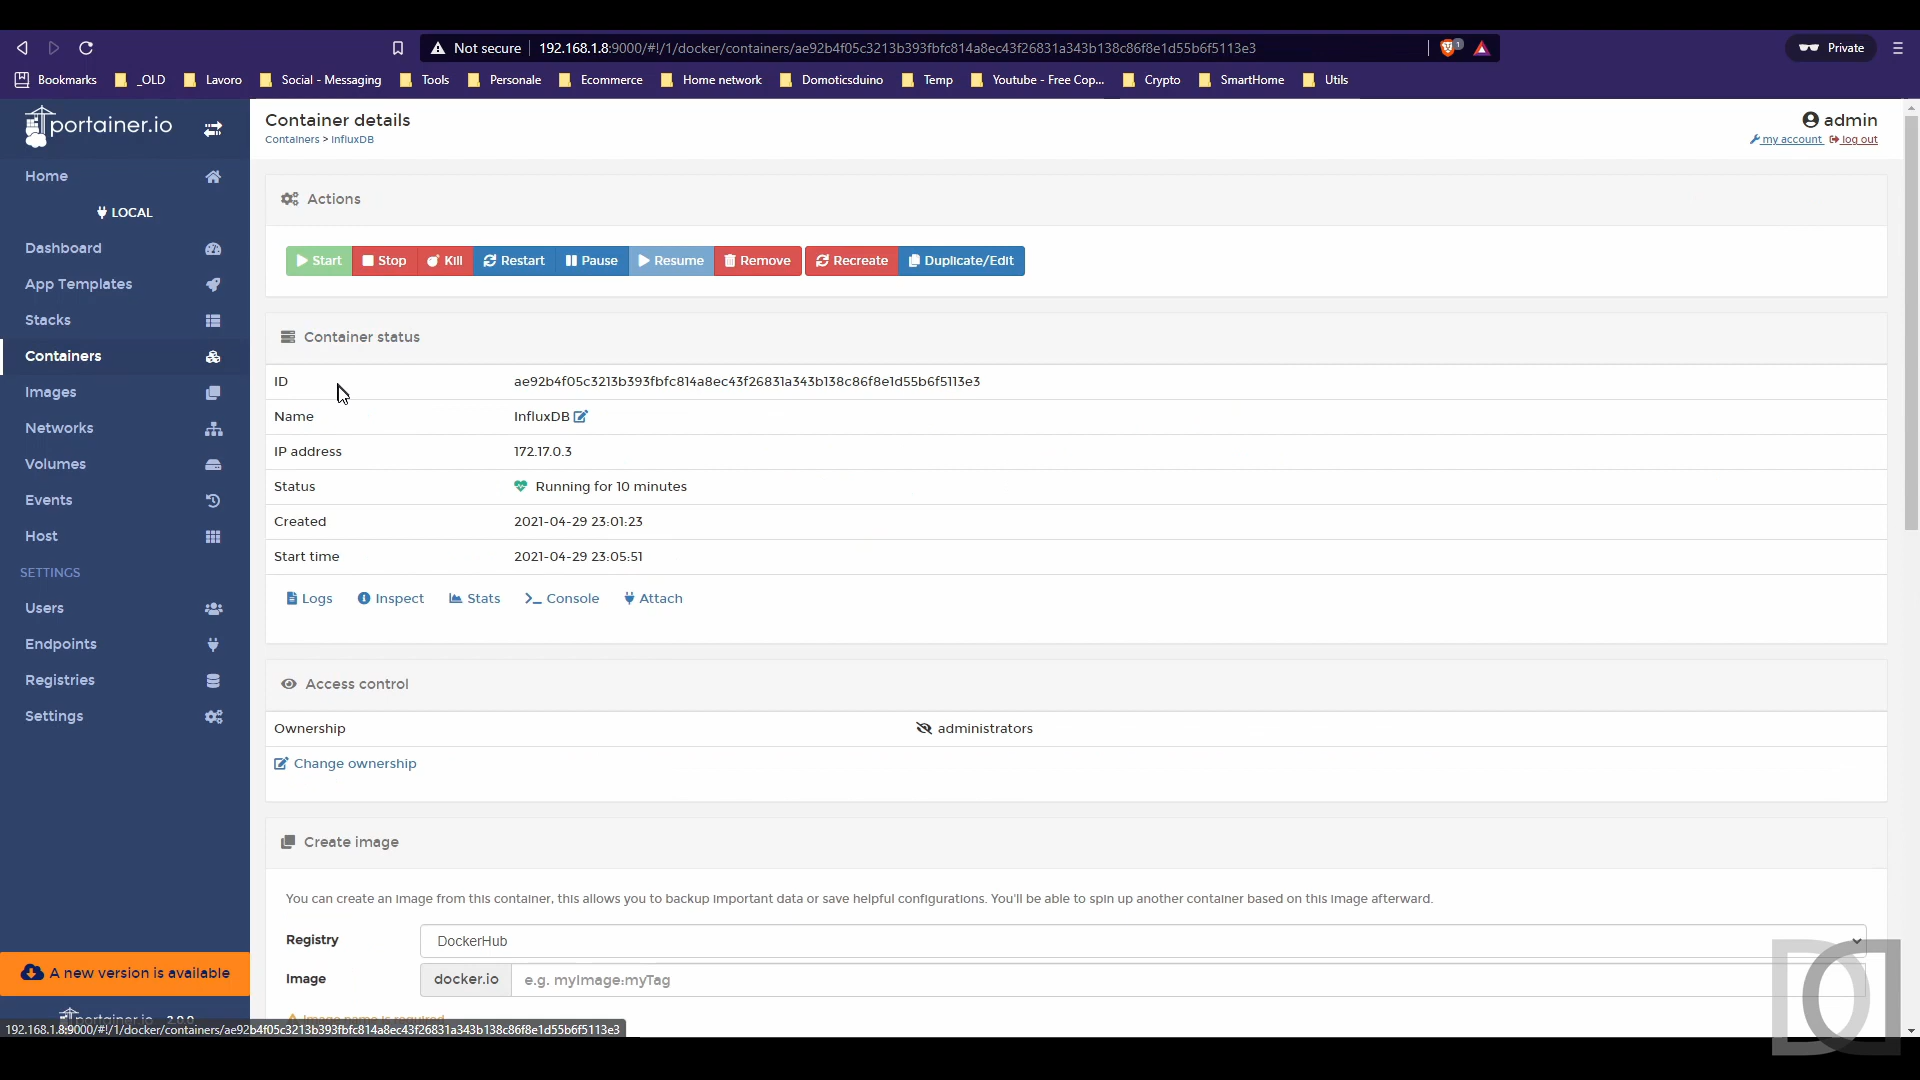 Not secure 192.168.1.8:9000/#!/1/docker/containers/ae92b4f05c3213b393fbfc814a8ec43f26831a343b138c86f8e1d55b6f5113e3 1 Private
Bookmarks _OLD Lavoro Social - Messaging Tools Personale Ecommerce Home network Domoticsduino Temp Youtube - Free Cop... Crypto SmartHome Utils
portainer.io
Home
LOCAL
Dashboard
App Templates
Stacks
Containers
Images
Networks
Volumes
Events
Host
SETTINGS
Users
Endpoints
Registries
Settings
A new version is available
portainer.io 2.0.0
Container details
Containers > InfluxDB
admin
my account log out
Actions
Start Stop Kill Restart Pause Resume Remove Recreate Duplicate/Edit
Container status
ID ae92b4f05c3213b393fbfc814a8ec43f26831a343b138c86f8e1d55b6f5113e3
Name InfluxDB
IP address 172.17.0.3
Status Running for 10 minutes
Created 2021-04-29 23:01:23
Start time 2021-04-29 23:05:51
Logs Inspect Stats Console Attach
Access control
Ownership administrators
Change ownership
Create image
You can create an image from this container, this allows you to backup important data or save helpful configurations. You'll be able to spin up another container based on this image afterward.
Registry DockerHub
Image docker.io e.g. myImage:myTag
Image name is required
192.168.1.8:9000/#!/1/docker/containers/ae92b4f05c3213b393fbfc814a8ec43f26831a343b138c86f8e1d55b6f5113e3